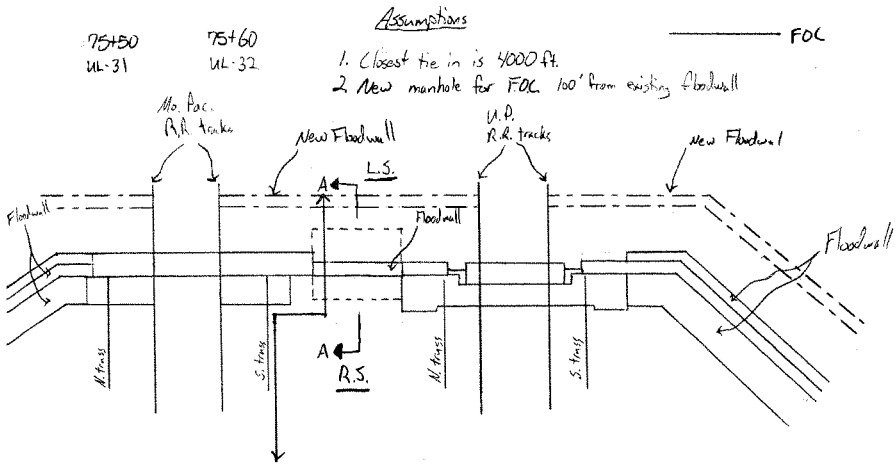 Assumptions
FOC
75+50
UL-31
75+60
UL-32
1. Closest tie in is 4000 ft.
2 New manhole for F.O.C. 100' from existing floodwall
Mo. Pac.
R.R. tracks
New Floodwall
U.P.
R.R. tracks
New Floodwal
A
L.S.
Floodwall
Floodwall
Floodwall
A
R.S.
N. truss
S. truss
N. truss
S. truss